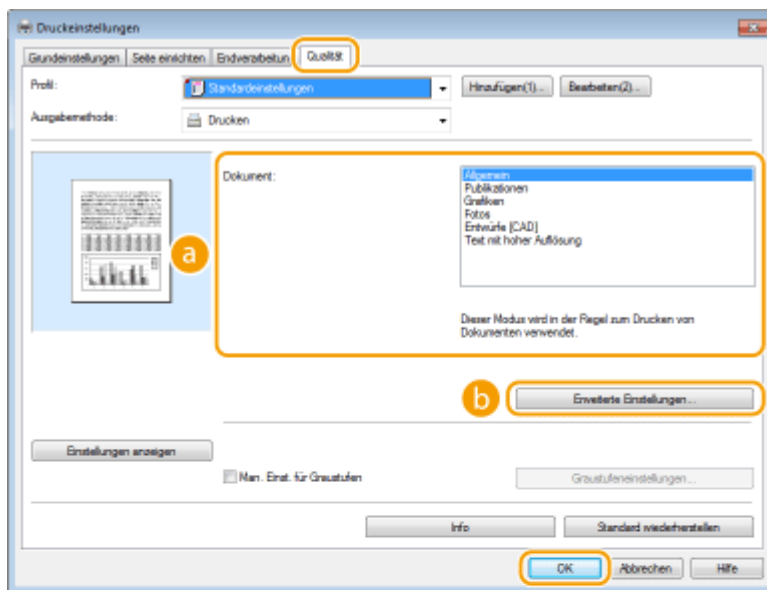 Druckeinstellungen
Grundeinstellungen Seite einrichten Endverarbeitun Qualität
Profil: Standardeinstellungen Hinzufügen(1)... Bearbeiten(2)...
Ausgabemethode: Drucken
Dokument:
Allgemein
Publikationen
Grafiken
Fotos
Entwürfe [CAD]
Text mit hoher Auflösung
a
Dieser Modus wird in der Regel zum Drucken von
Dokumenten verwendet.
b
Erweiterte Einstellungen...
Einstellungen anzeigen
Man. Einst. für Graustufen Graustufeneinstellungen...
Info Standard wiederherstellen
OK Abbrechen Hilfe